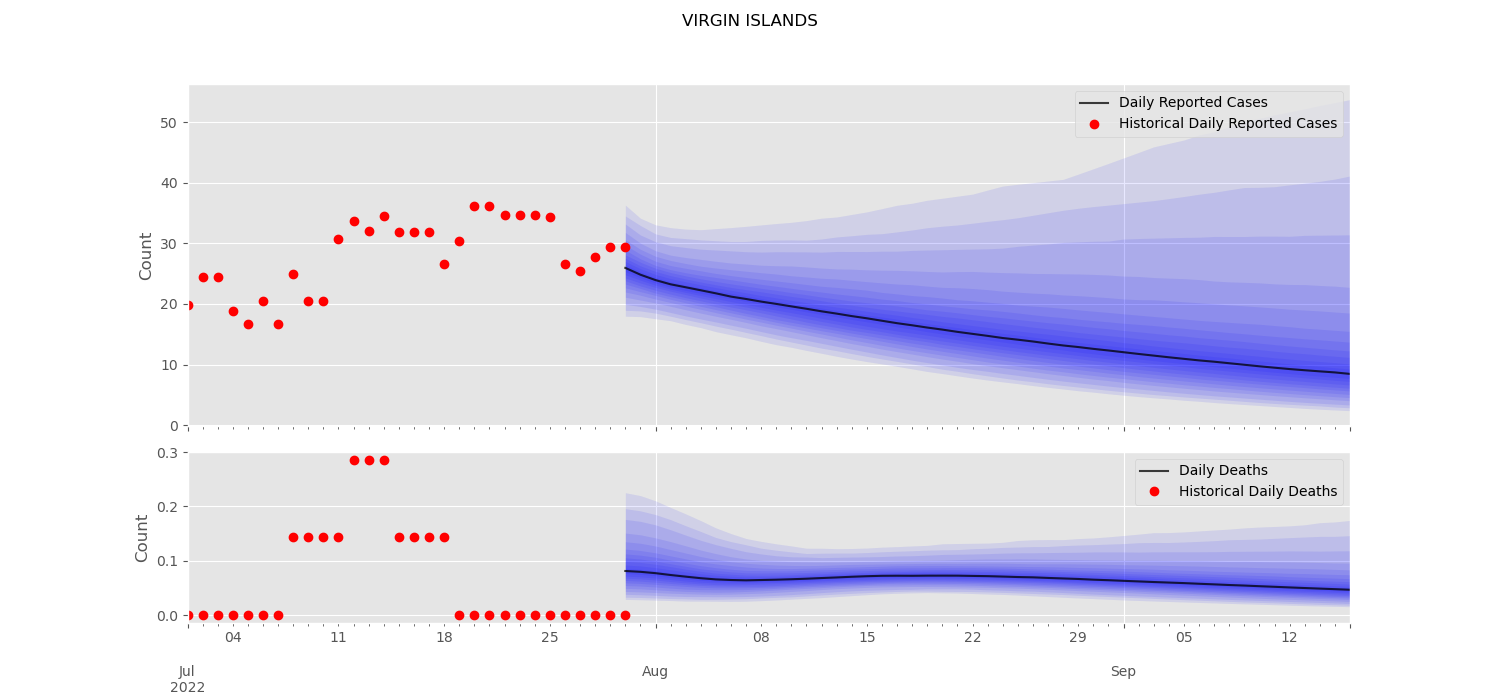 VIRGIN ISLANDS
Daily Reported Cases
Historical Daily Reported Cases
Count
50
40
30
20
10
0
Daily Deaths
Historical Daily Deaths
Count
0.3
0.2
0.1
0.0
04 11 18 25 08 15 22 29 05 12
Jul Aug Sep
2022